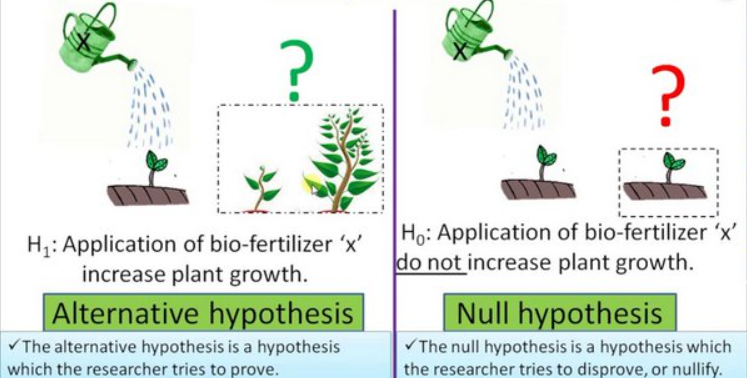 X
?
H₁: Application of bio-fertilizer ‘x’
increase plant growth.
Alternative hypothesis
✓The alternative hypothesis is a hypothesis
which the researcher tries to prove.
X
?
H₀: Application of bio-fertilizer ‘x’
do not increase plant growth.
Null hypothesis
✓The null hypothesis is a hypothesis which
the researcher tries to disprove, or nullify.